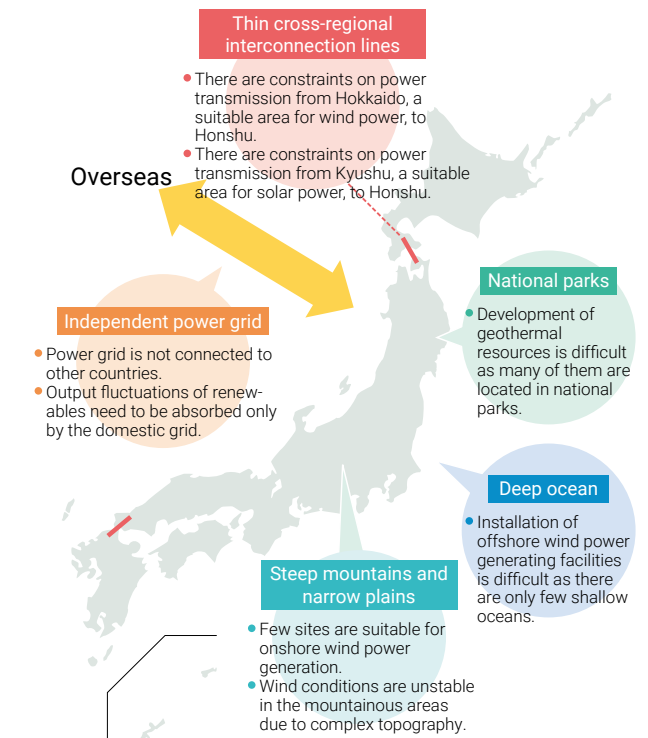 Thin cross-regional
interconnection lines
● There are constraints on power
transmission from Hokkaido, a
suitable area for wind power, to
Honshu.
● There are constraints on power
transmission from Kyushu, a suitable
area for solar power, to Honshu.
Overseas
Independent power grid
● Power grid is not connected to
other countries.
● Output fluctuations of renew-
ables need to be absorbed only
by the domestic grid.
National parks
● Development of
geothermal
resources is difficult
as many of them are
located in national
parks.
Deep ocean
● Installation of
offshore wind power
generating facilities
is difficult as there
are only few shallow
oceans.
Steep mountains and
narrow plains
● Few sites are suitable for
onshore wind power
generation.
● Wind conditions are unstable
in the mountainous areas
due to complex topography.